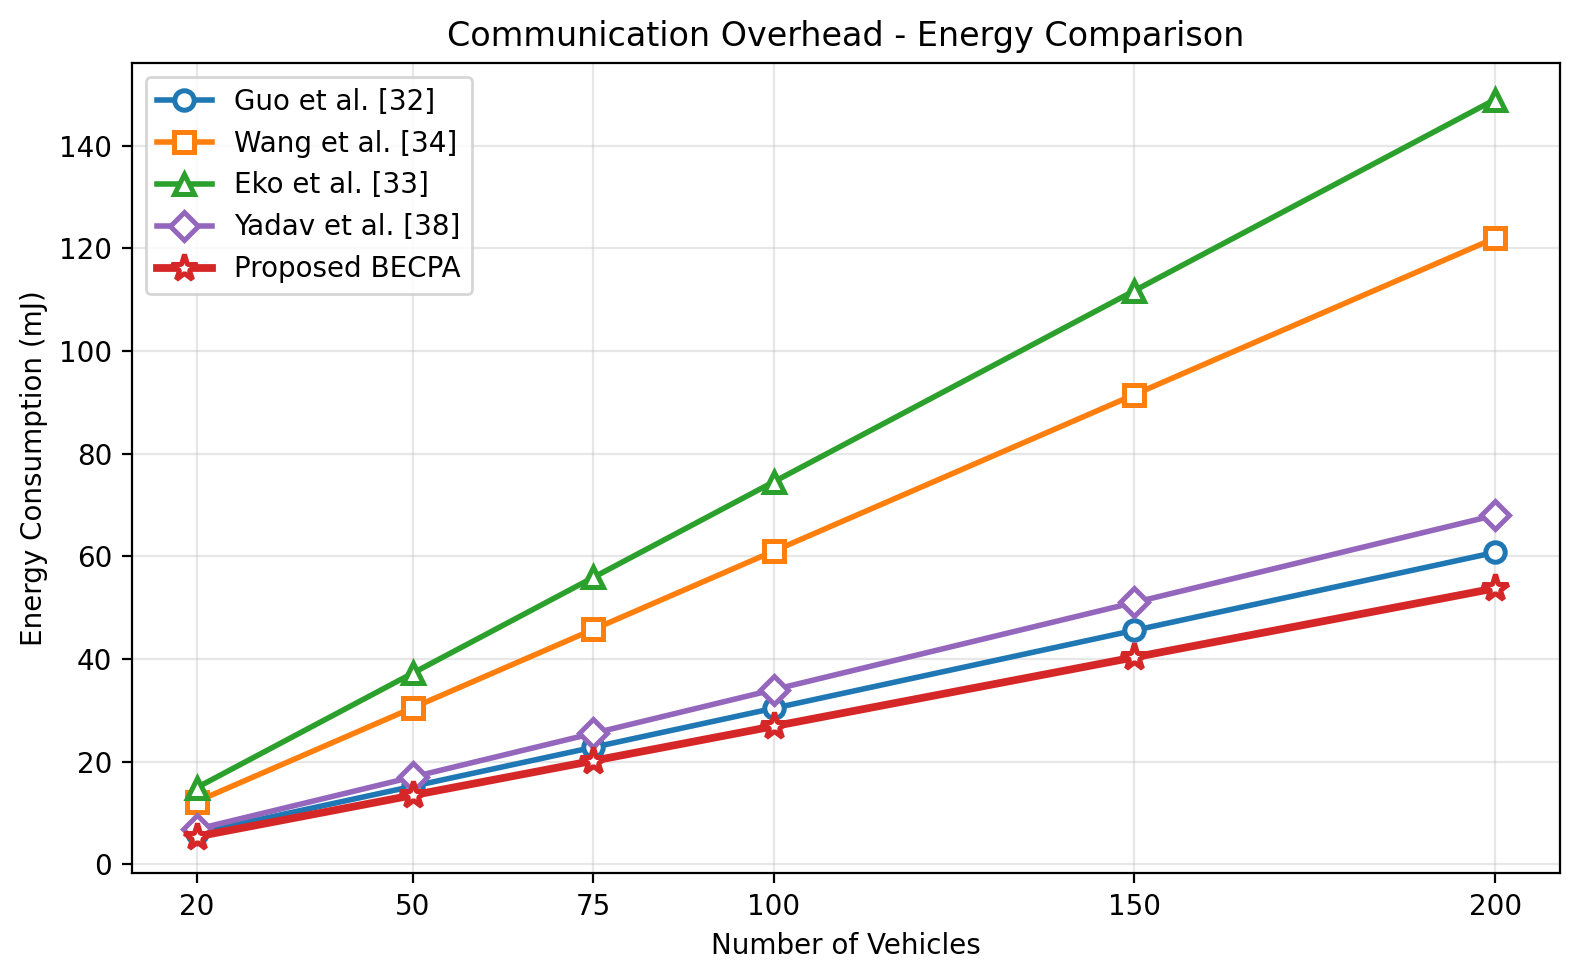 Communication Overhead - Energy Comparison
Guo et al. [32]
Wang et al. [34]
Eko et al. [33]
Yadav et al. [38]
Proposed BECPA
Energy Consumption (mJ)
140
120
100
80
60
40
20
0
20 50 75 100 150 200
Number of Vehicles